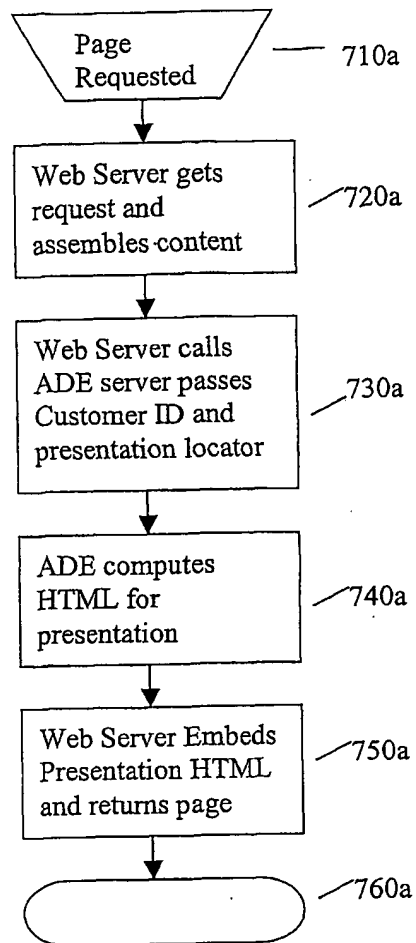 Page
Requested
710a
Web Server gets
request and
assembles content
720a
Web Server calls
ADE server passes
Customer ID and
presentation locator
730a
ADE computes
HTML for
presentation
740a
Web Server Embeds
Presentation HTML
and returns page
750a
760a